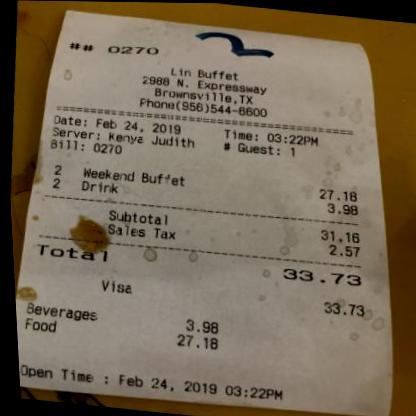 ## 0270
2
Lin Buffet
2988 N. Expressway
Brownsville,TX
Phone(956)544-6600
Date: Feb 24, 2019 Time: 03:22PM
Server: Kenya Judith # Guest: 1
Bill: 0270
2 Weekend Buffet 27.18
2 Drink 3.98
Subtotal 31.16
Sales Tax 2.57
Total 33.73
Visa 33.73
Beverages 3.98
Food 27.18
Open Time : Feb 24, 2019 03:22PM